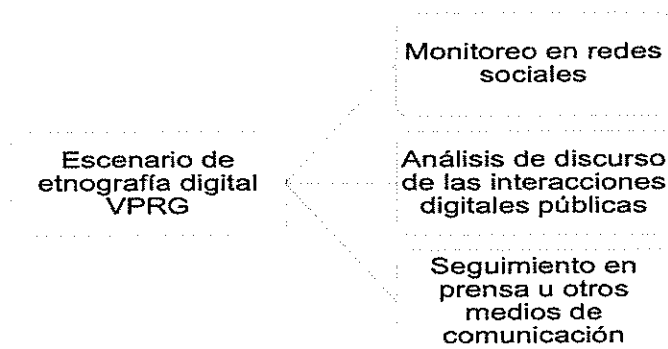 Monitoreo en redes
sociales
Escenario de
etnografía digital
VPRG
Análisis de discurso
de las interacciones
digitales públicas
Seguimiento en
prensa u otros
medios de
comunicación